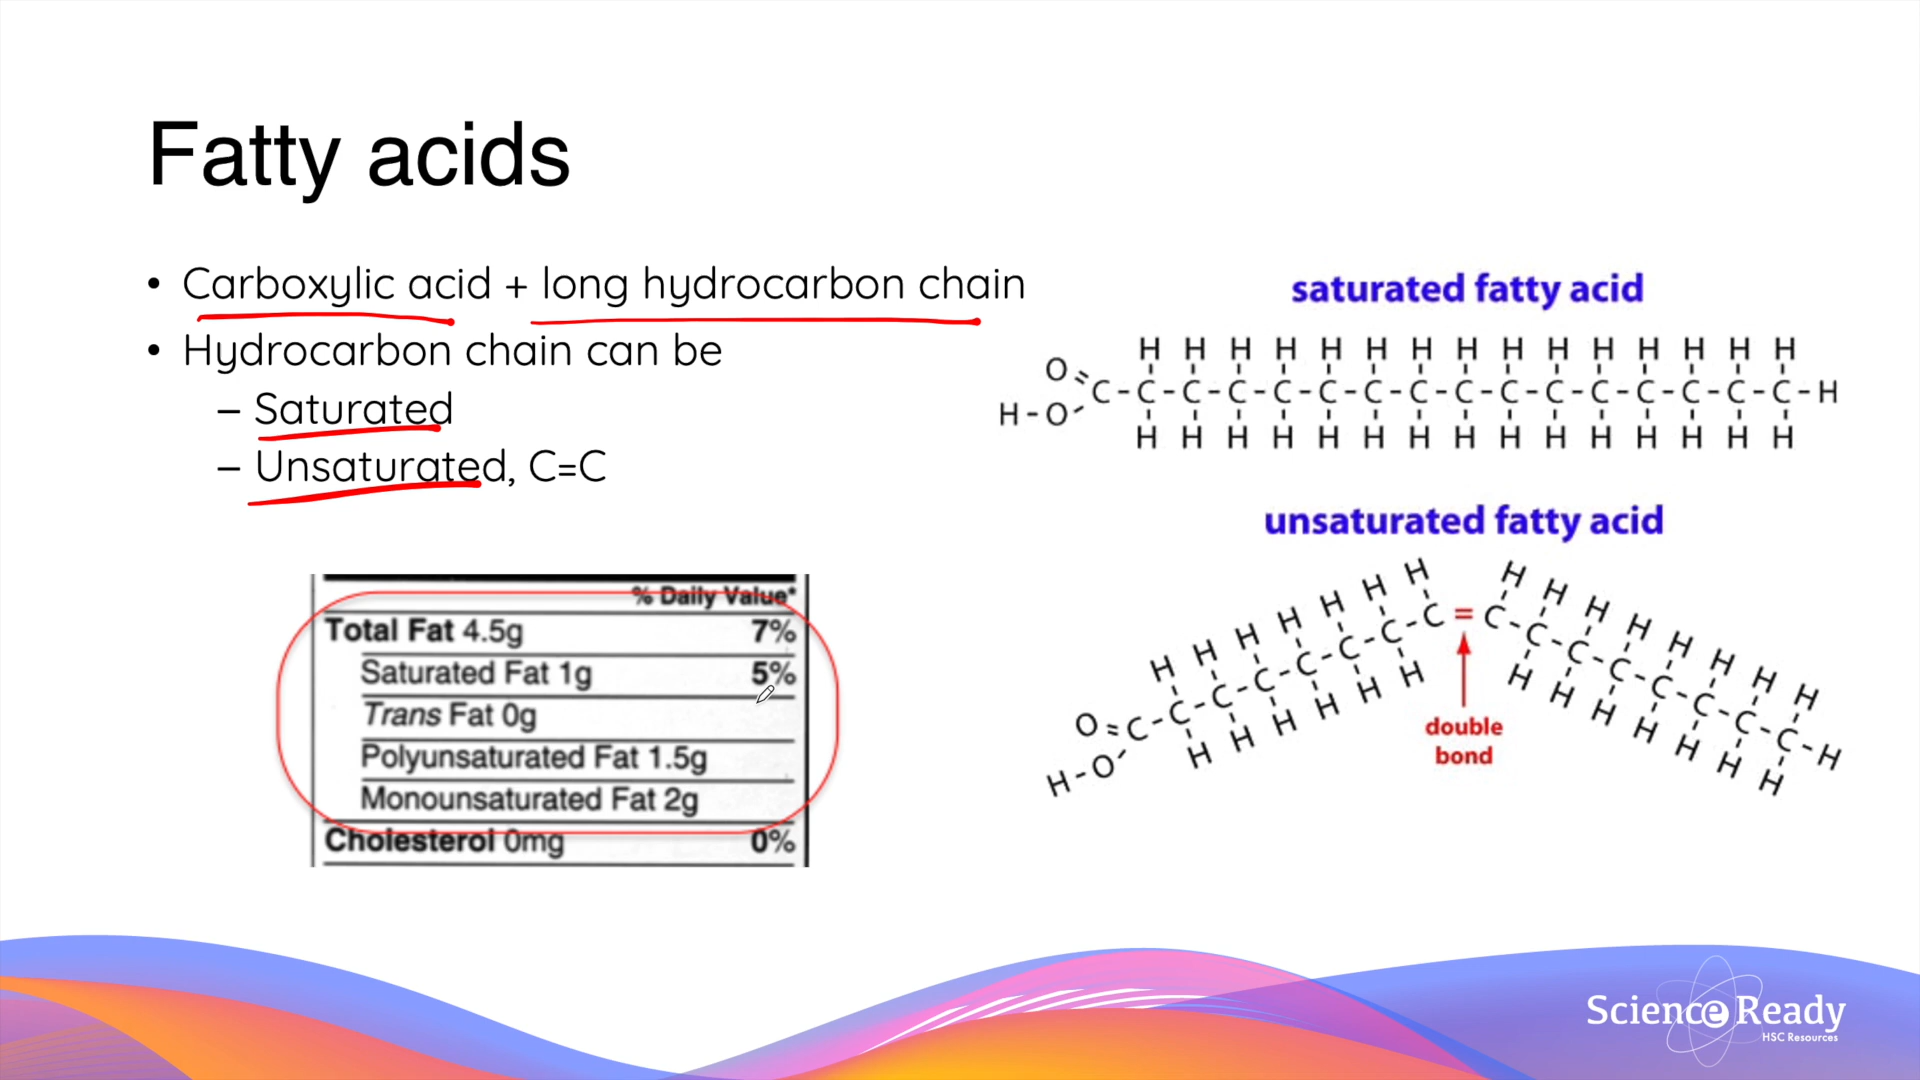 Fatty acids
• Carboxylic acid + long hydrocarbon chain
• Hydrocarbon chain can be
– Saturated
– Unsaturated, C=C
% Daily Value*
Total Fat 4.5g 7%
Saturated Fat 1g 5%
Trans Fat 0g
Polyunsaturated Fat 1.5g
Monounsaturated Fat 2g
Cholesterol 0mg 0%
saturated fatty acid
H H H H H H H H H H H H H H H
O
C-C-C-C-C-C-C-C-C-C-C-C-C-C-C-C-H
H-O
H H H H H H H H H H H H H H H
unsaturated fatty acid
H H H H H H H H H H H H H H H
O=C-C-C-C-C-C-C-C=C-C-C-C-C-C-C-C-H
H-O
H H H H H H H H H H H H H
double
bond
Science Ready
HSC Resources